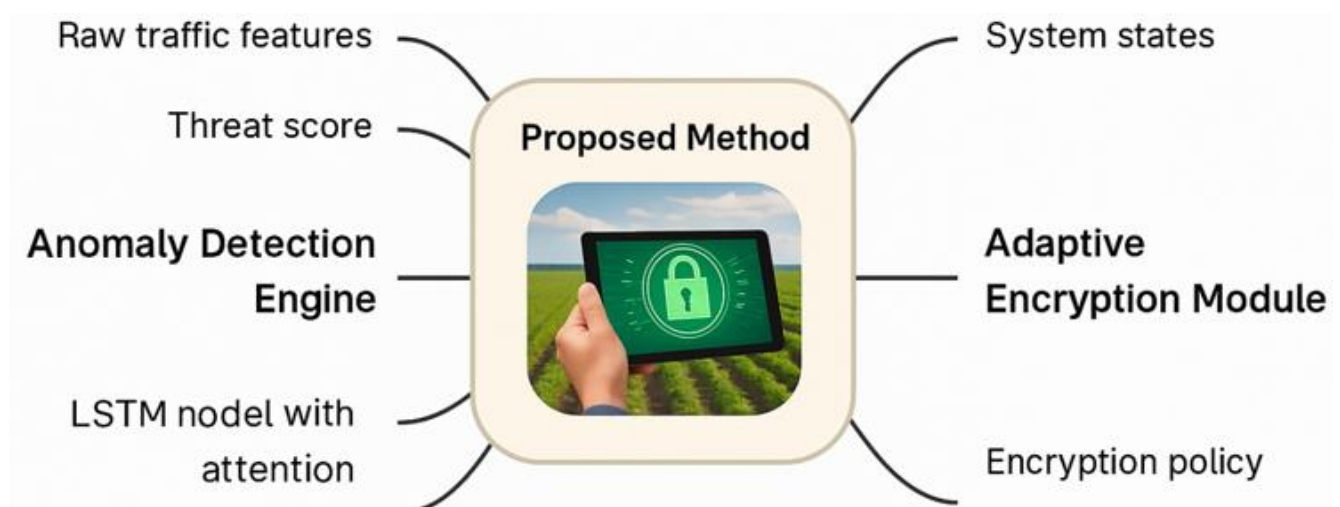 Raw traffic features
Threat score
Anomaly Detection
Engine
LSTM nodel with
attention
Proposed Method
System states
Adaptive
Encryption Module
Encryption policy